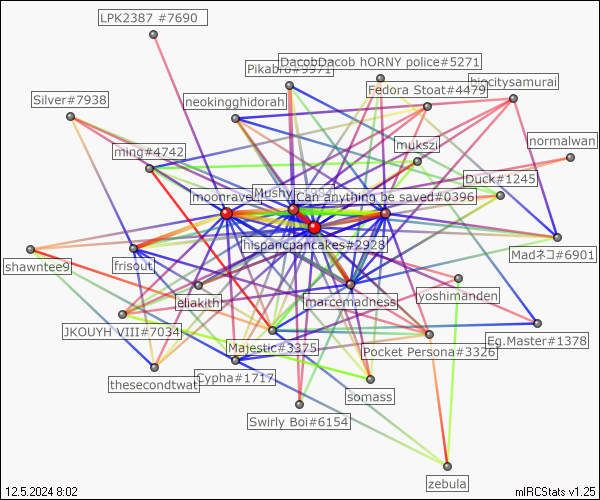 LPK2387 #7690
DacobDacob hORNY police#5271
Pikabro#9971
Fedora Stoat#4479
biocitysamurai
Silver#7938
neokingghidorah
ming#4742
mukszi
normalwan
Duck#1245
moonravel
Mushy
Can anything be saved#0396
hispancpancakes#2928
Madネコ#6901
shawntee9
frisout
eliakith
marcemadness
yoshimanden
JKOUYH VIII#7034
Majestic#3375
Pocket Persona#3326
Eg.Master#1378
thesecondtwat
Cypha#1717
somass
Swirly Boi#6154
zebula
12.5.2024 8:02
mIRCStats v1.25